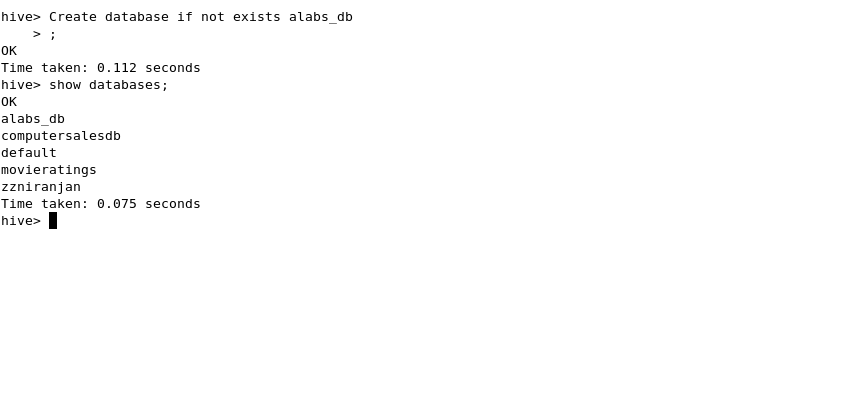 hive> Create database if not exists alabs_db
    > ;
OK
Time taken: 0.112 seconds
hive> show databases;
OK
alabs_db
computersalesdb
default
movieratings
zzniranjan
Time taken: 0.075 seconds
hive>